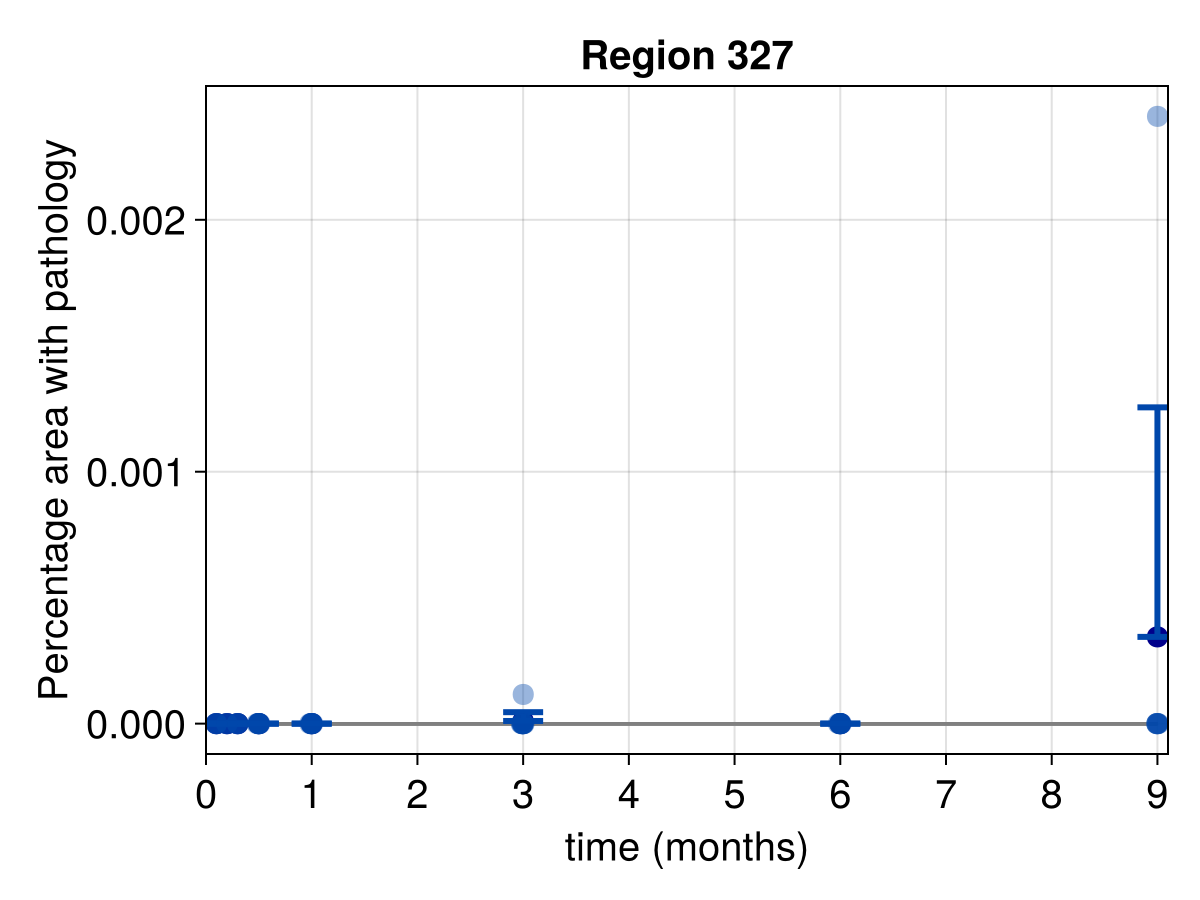 Region 327
Percentage area with pathology
0.002
0.001
0.000
0 1 2 3 4 5 6 7 8 9
time (months)